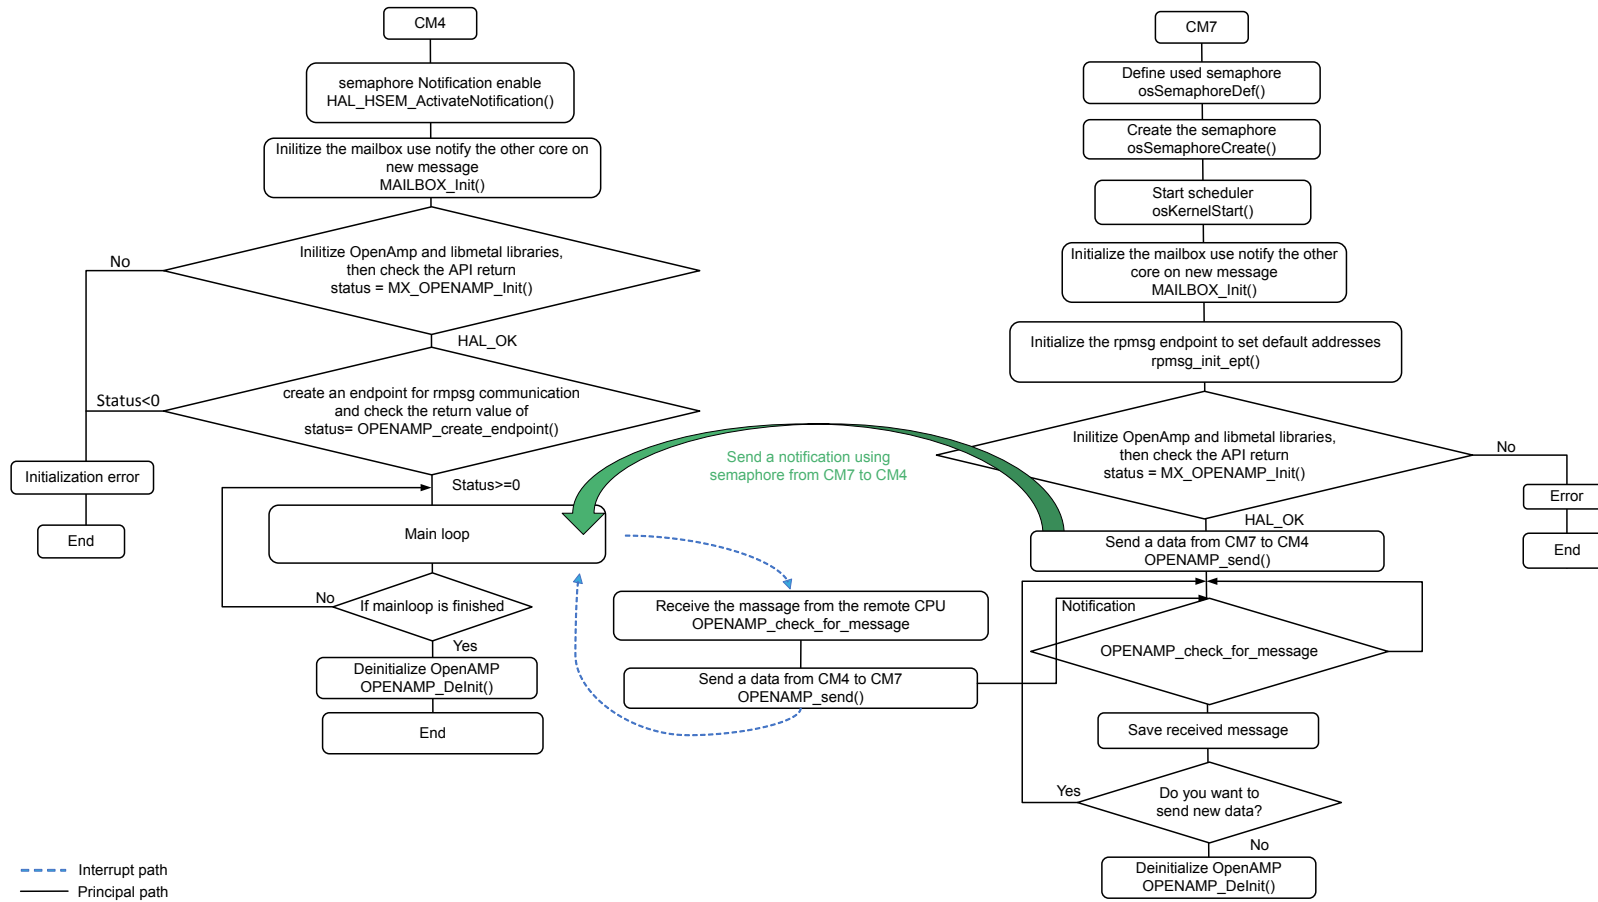 CM4
semaphore Notification enable
HAL_HSEM_ActivateNotification()
Inilitize the mailbox use notify the other core on
new message
MAILBOX_Init()
Inilitize OpenAmp and libmetal libraries,
then check the API return
status = MX_OPENAMP_Init()
No
HAL_OK
create an endpoint for rmpsg communication
and check the return value of
status= OPENAMP_create_endpoint()
Status<0
Initialization error
End
Status>=0
Main loop
If mainloop is finished
No
Yes
Deinitialize OpenAMP
OPENAMP_DeInit()
End
Send a notification using
semaphore from CM7 to CM4
Receive the massage from the remote CPU
OPENAMP_check_for_message
Send a data from CM4 to CM7
OPENAMP_send()
CM7
Define used semaphore
osSemaphoreDef()
Create the semaphore
osSemaphoreCreate()
Start scheduler
osKernelStart()
Initialize the mailbox use notify the other
core on new message
MAILBOX_Init()
Initialize the rpmsg endpoint to set default addresses
rpmsg_init_ept()
Inilitize OpenAmp and libmetal libraries,
then check the API return
status = MX_OPENAMP_Init()
No
Error
End
HAL_OK
Send a data from CM7 to CM4
OPENAMP_send()
Notification
OPENAMP_check_for_message
Save received message
Do you want to
send new data?
Yes
No
Deinitialize OpenAMP
OPENAMP_DeInit()
Interrupt path
Principal path